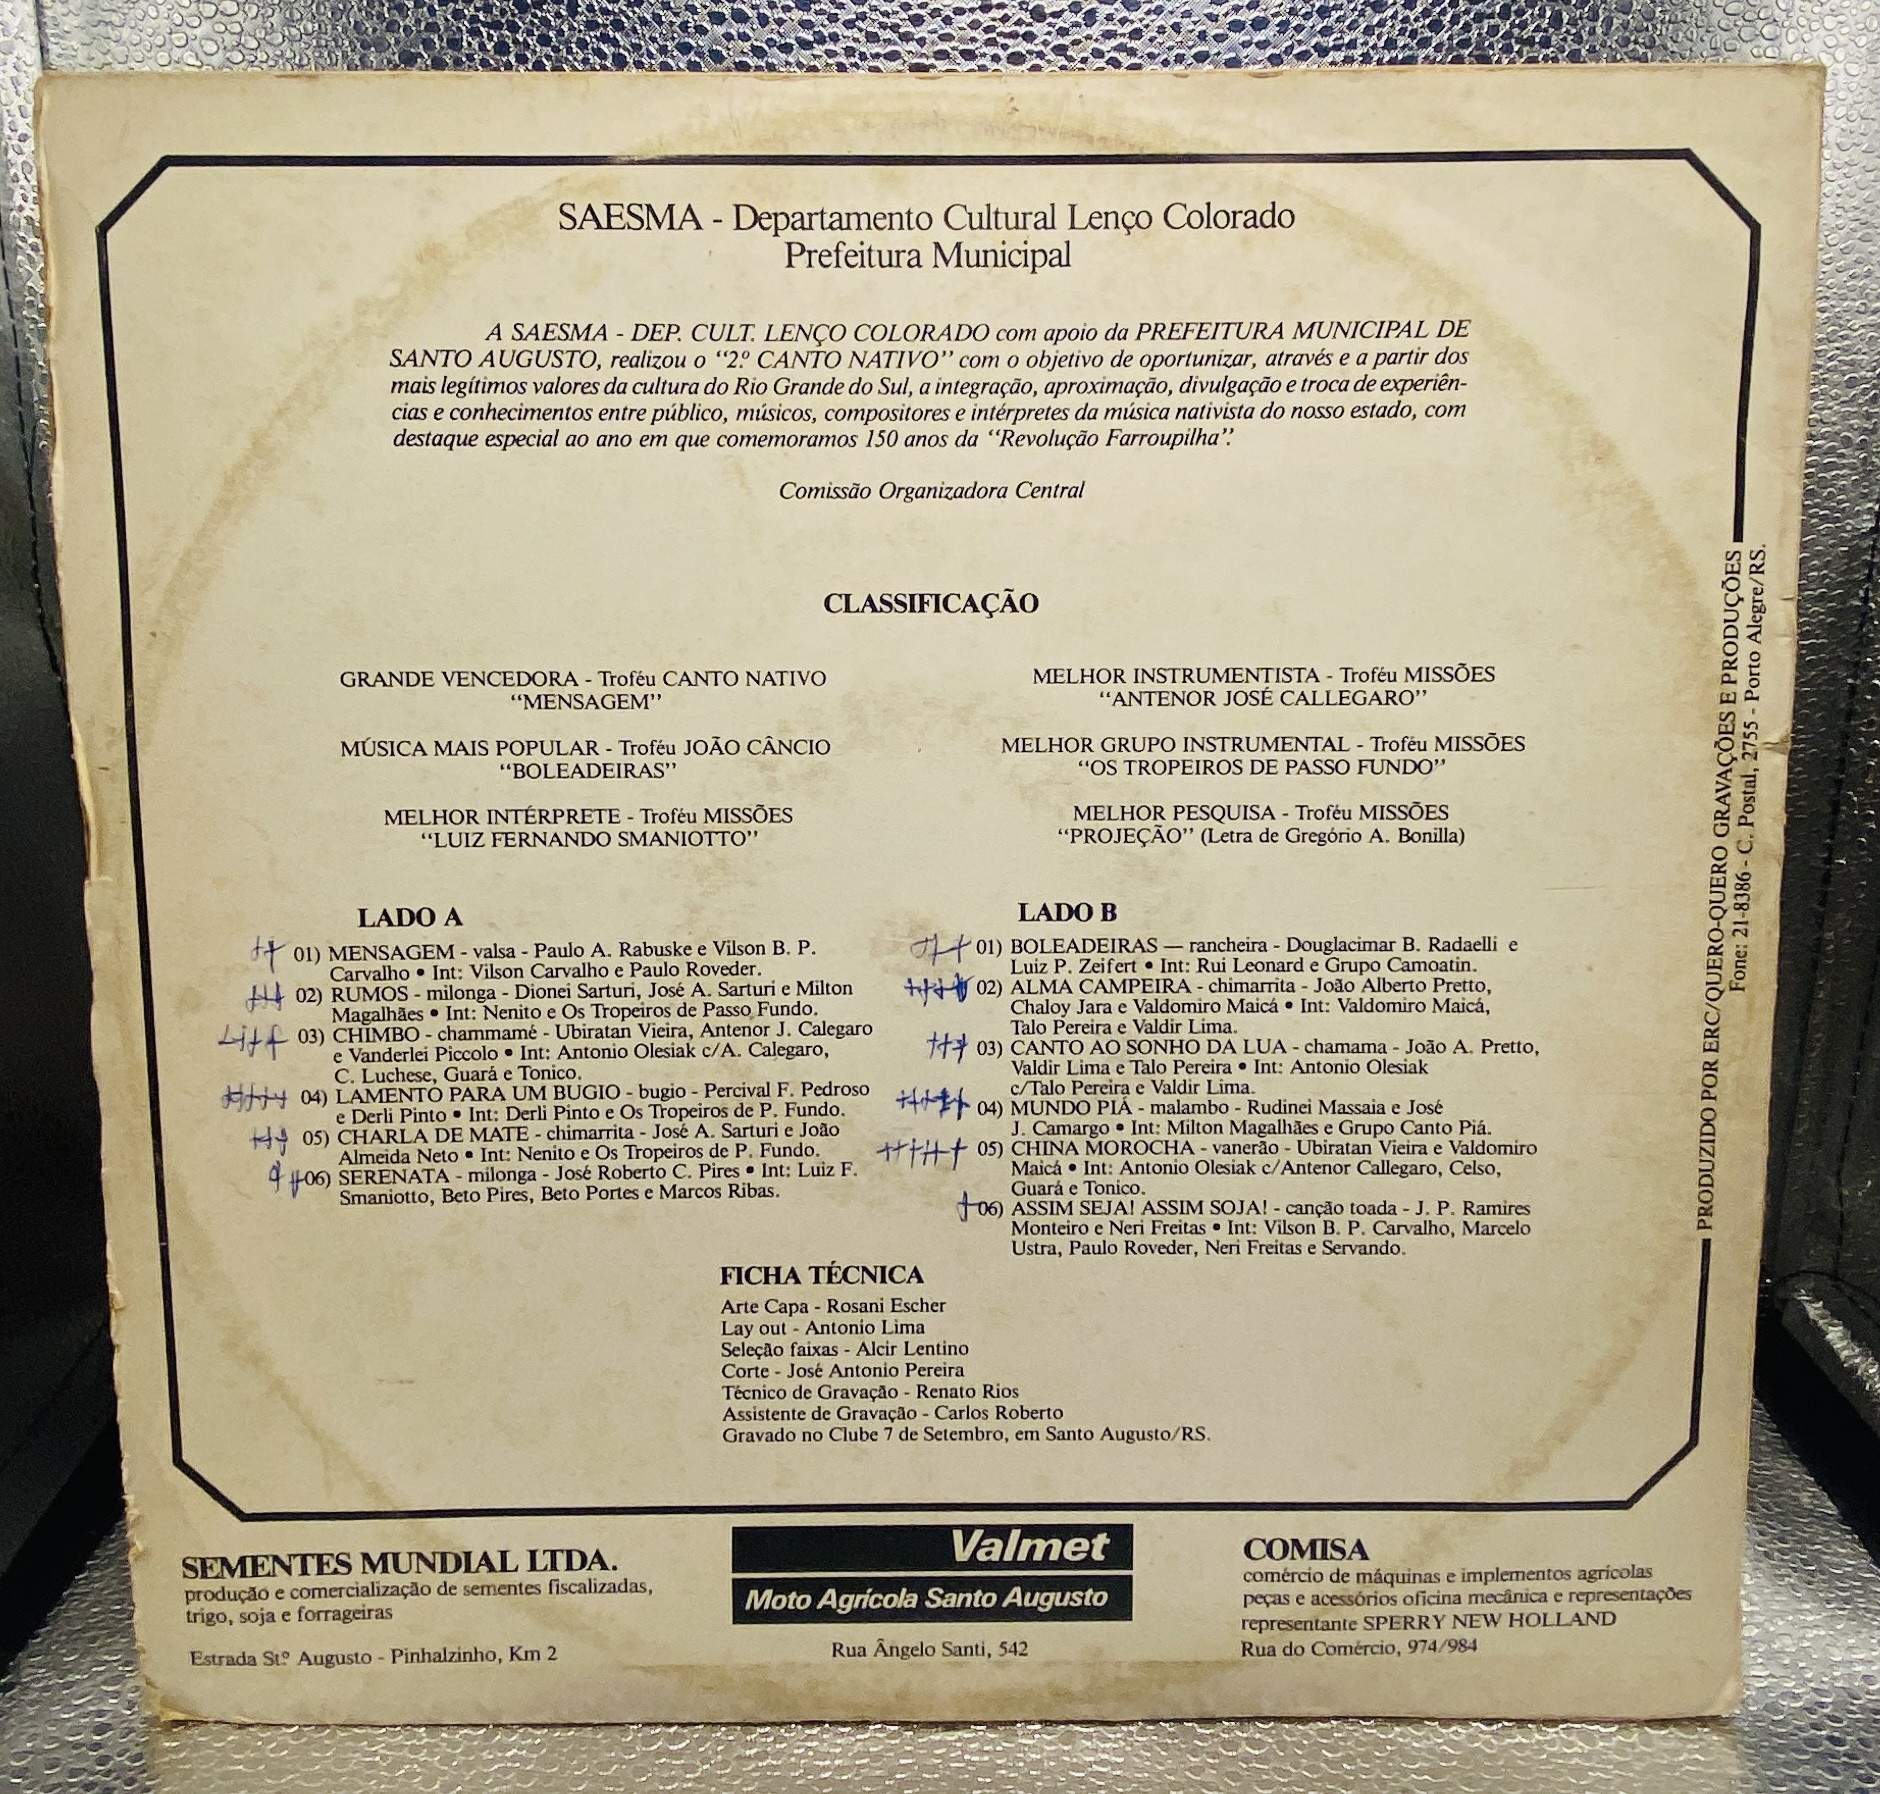 SAESMA - Departamento Cultural Lenço Colorado
Prefeitura Municipal
A SAESMA - DEP. CULT. LENÇO COLORADO com apoio da PREFEITURA MUNICIPAL DE
SANTO AUGUSTO, realizou o “2º CANTO NATIVO” com o objetivo de oportunizar, através e a partir dos
mais legítimos valores da cultura do Rio Grande do Sul, a integração, aproximação, divulgação e troca de experiên-
cias e conhecimentos entre público, músicos, compositores e intérpretes da música nativista do nosso estado, com
destaque especial ao ano em que comemoramos 150 anos da “Revolução Farroupilha”.
Comissão Organizadora Central
CLASSIFICAÇÃO
GRANDE VENCEDORA - Troféu CANTO NATIVO
“MENSAGEM”
MÚSICA MAIS POPULAR - Troféu JOÃO CÂNCIO
“BOLEADEIRAS”
MELHOR INTÉRPRETE - Troféu MISSÕES
“LUIZ FERNANDO SMANIOTTO”
MELHOR INSTRUMENTISTA - Troféu MISSÕES
“ANTENOR JOSÉ CALLEGARO”
MELHOR GRUPO INSTRUMENTAL - Troféu MISSÕES
“OS TROPEIROS DE PASSO FUNDO”
MELHOR PESQUISA - Troféu MISSÕES
“PROJEÇÃO” (Letra de Gregório A. Bonilla)
LADO A
01) MENSAGEM - valsa - Paulo A. Rabuske e Vilson B. P.
Carvalho • Int: Vilson Carvalho e Paulo Roveder.
02) RUMOS - milonga - Dionei Sarturi, José A. Sarturi e Milton
Magalhães • Int: Nenito e Os Tropeiros de Passo Fundo.
03) CHIMBO - chammamé - Ubiratan Vieira, Antenor J. Calegaro
e Vanderlei Piccolo • Int: Antonio Olesiak c/A. Calegaro,
C. Luchese, Guará e Tonico.
04) LAMENTO PARA UM BUGIO - bugio - Percival F. Pedroso
e Derli Pinto • Int: Derli Pinto e Os Tropeiros de P. Fundo.
05) CHARLA DE MATE - chimarrita - José A. Sarturi e João
Almeida Neto • Int: Nenito e Os Tropeiros de P. Fundo.
06) SERENATA - milonga - José Roberto C. Pires • Int: Luiz F.
Smaniotto, Beto Pires, Beto Portes e Marcos Ribas.
LADO B
01) BOLEADEIRAS — rancheira - Douglacimar B. Radaelli e
Luiz P. Zeifert • Int: Rui Leonard e Grupo Camoatin.
02) ALMA CAMPEIRA - chimarrita - João Alberto Pretto,
Chaloy Jara e Valdomiro Maicá • Int: Valdomiro Maicá,
Talo Pereira e Valdir Lima.
03) CANTO AO SONHO DA LUA - chamama - João A. Pretto,
Valdir Lima e Talo Pereira • Int: Antonio Olesiak
c/Talo Pereira e Valdir Lima.
04) MUNDO PIÁ - malambo - Rudinei Massaia e José
J. Camargo • Int: Milton Magalhães e Grupo Canto Piá.
05) CHINA MOROCHA - vanerão - Ubiratan Vieira e Valdomiro
Maicá • Int: Antonio Olesiak c/Antenor Callegaro, Celso,
Guará e Tonico.
06) ASSIM SEJA! ASSIM SOJA! - canção toada - J. P. Ramires
Monteiro e Neri Freitas • Int: Vilson B. P. Carvalho, Marcelo
Ustra, Paulo Roveder, Neri Freitas e Servando.
FICHA TÉCNICA
Arte Capa - Rosani Escher
Lay out - Antonio Lima
Seleção faixas - Alcir Lentino
Corte - José Antonio Pereira
Técnico de Gravação - Renato Rios
Assistente de Gravação - Carlos Roberto
Gravado no Clube 7 de Setembro, em Santo Augusto/RS.
PRODUZIDO POR ERC/QUERO-QUERO GRAVAÇÕES E PRODUÇÕES
Fone: 21-8386 - C. Postal, 2755 - Porto Alegre/RS.
SEMENTES MUNDIAL LTDA.
produção e comercialização de sementes fiscalizadas,
trigo, soja e forrageiras
Estrada Stº Augusto - Pinhalzinho, Km 2
Valmet
Moto Agrícola Santo Augusto
Rua Ângelo Santi, 542
COMISA
comércio de máquinas e implementos agrícolas
peças e acessórios oficina mecânica e representações
representante SPERRY NEW HOLLAND
Rua do Comércio, 974/984